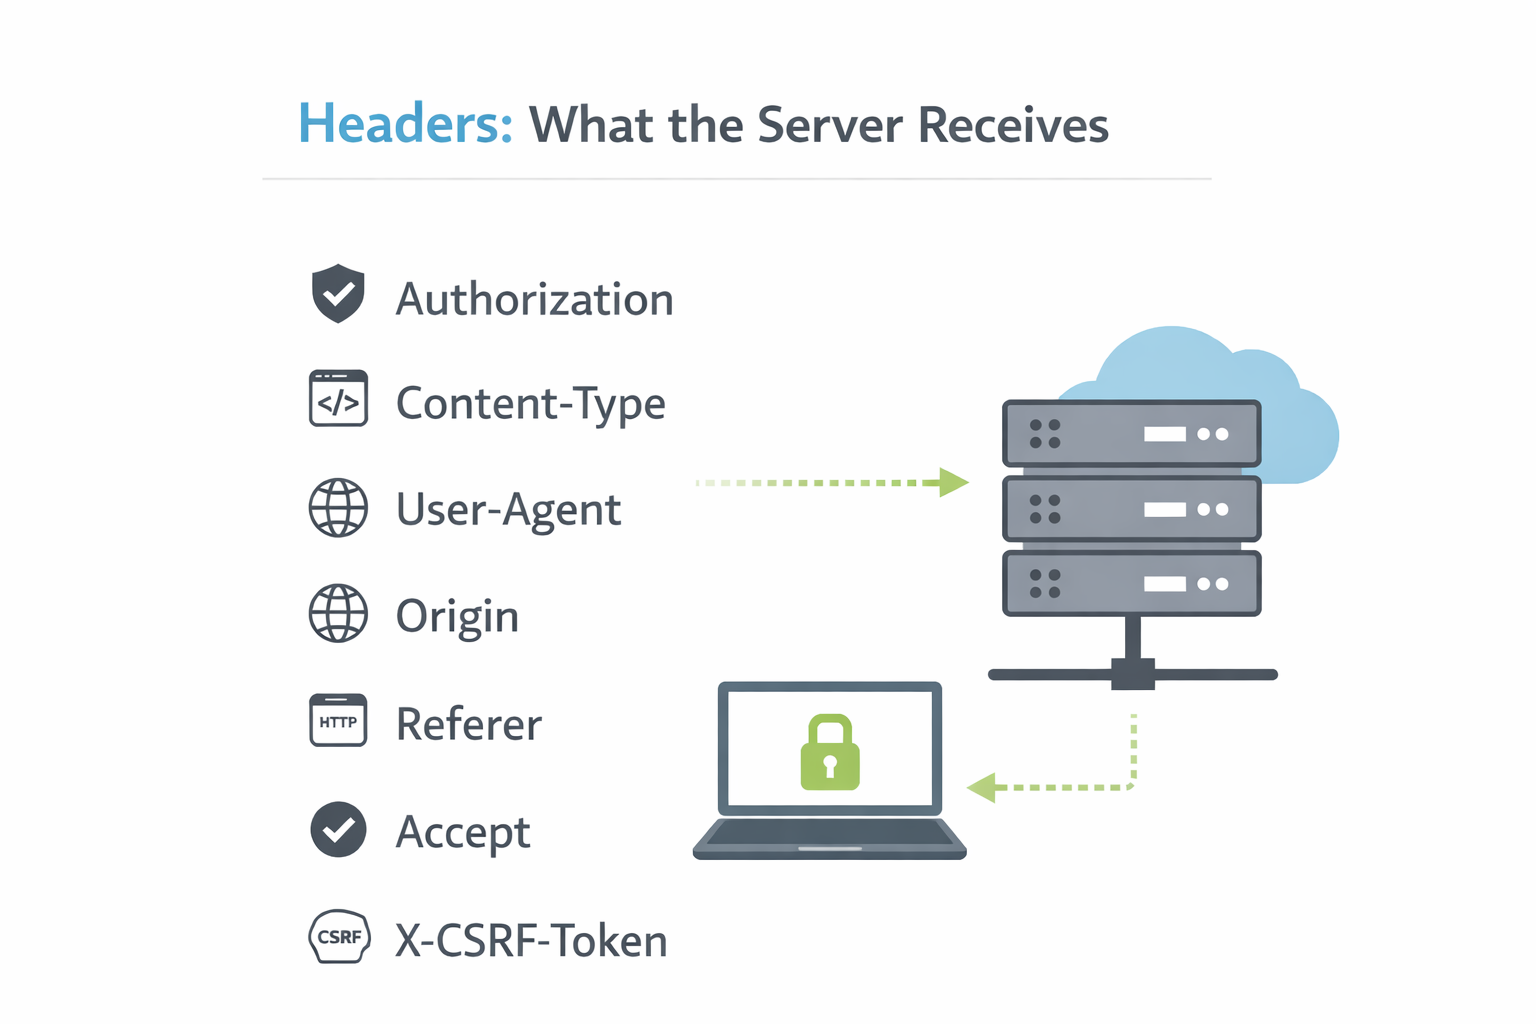 Headers: What the Server Receives
Authorization
</>
Content-Type
User-Agent
Origin
HTTP
Referer
Accept
CSRF
X-CSRF-Token